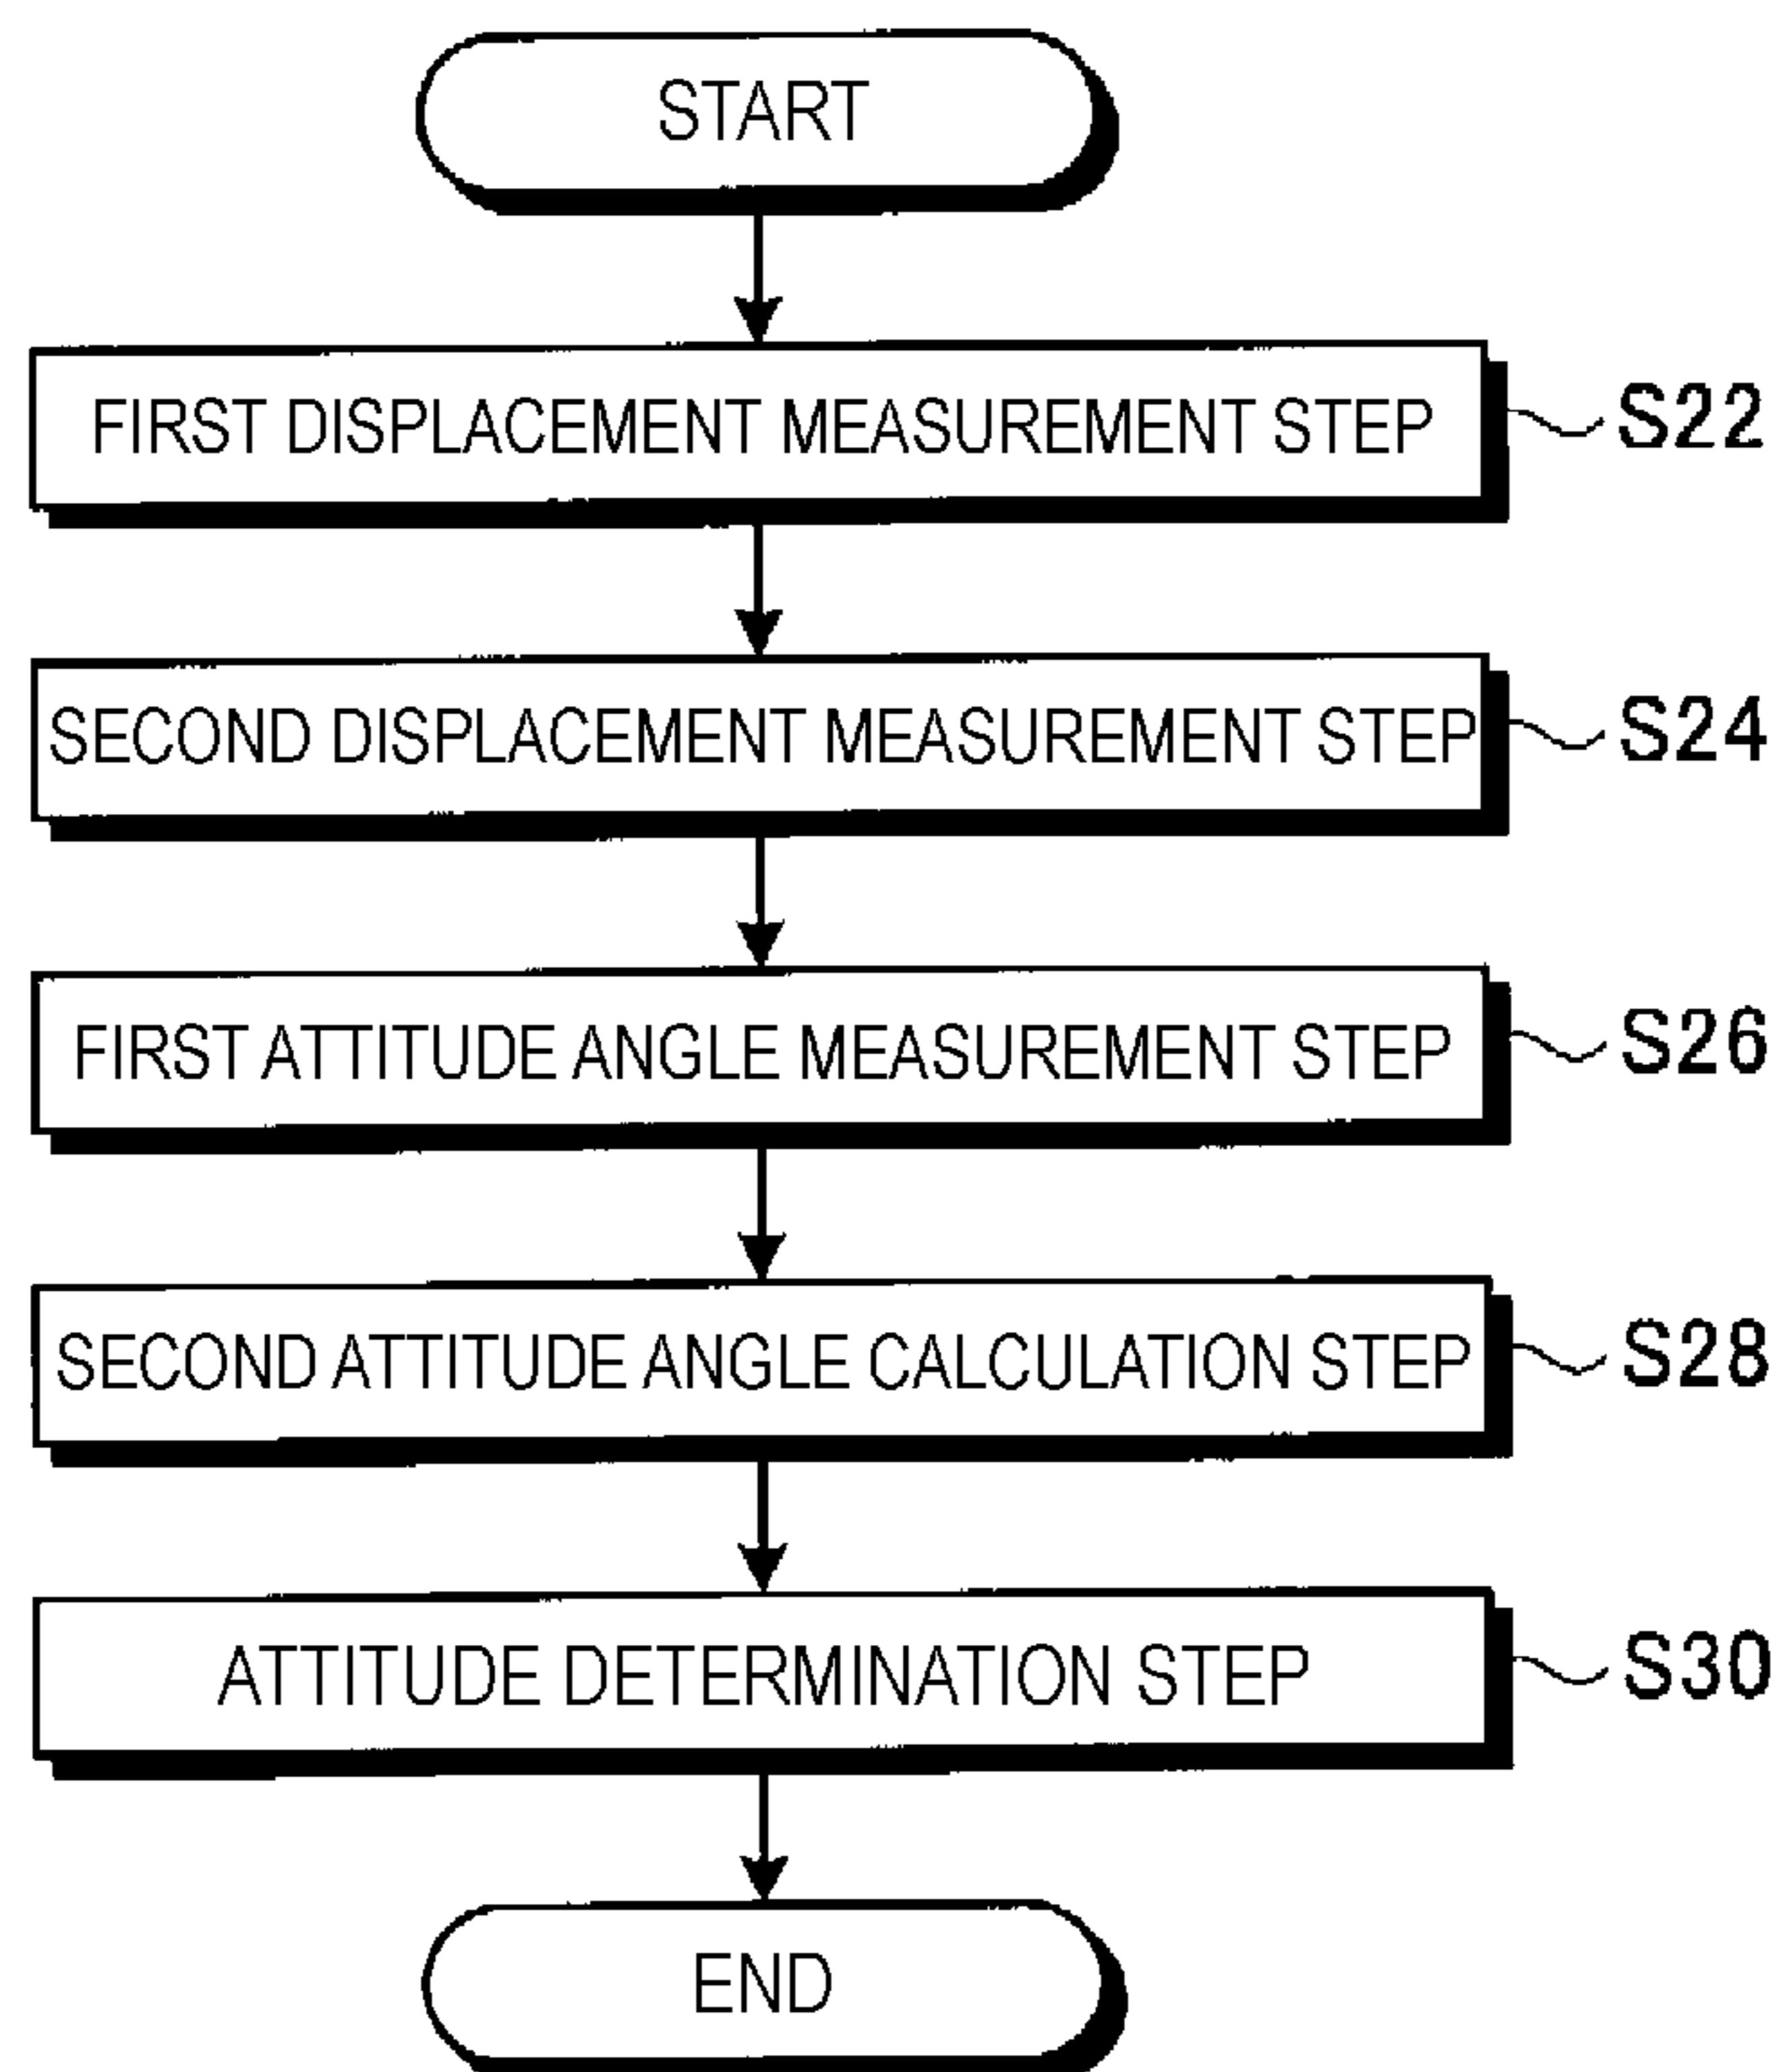 START
FIRST DISPLACEMENT MEASUREMENT STEP
S22
SECOND DISPLACEMENT MEASUREMENT STEP
S24
FIRST ATTITUDE ANGLE MEASUREMENT STEP
S26
SECOND ATTITUDE ANGLE CALCULATION STEP
S28
ATTITUDE DETERMINATION STEP
S30
END